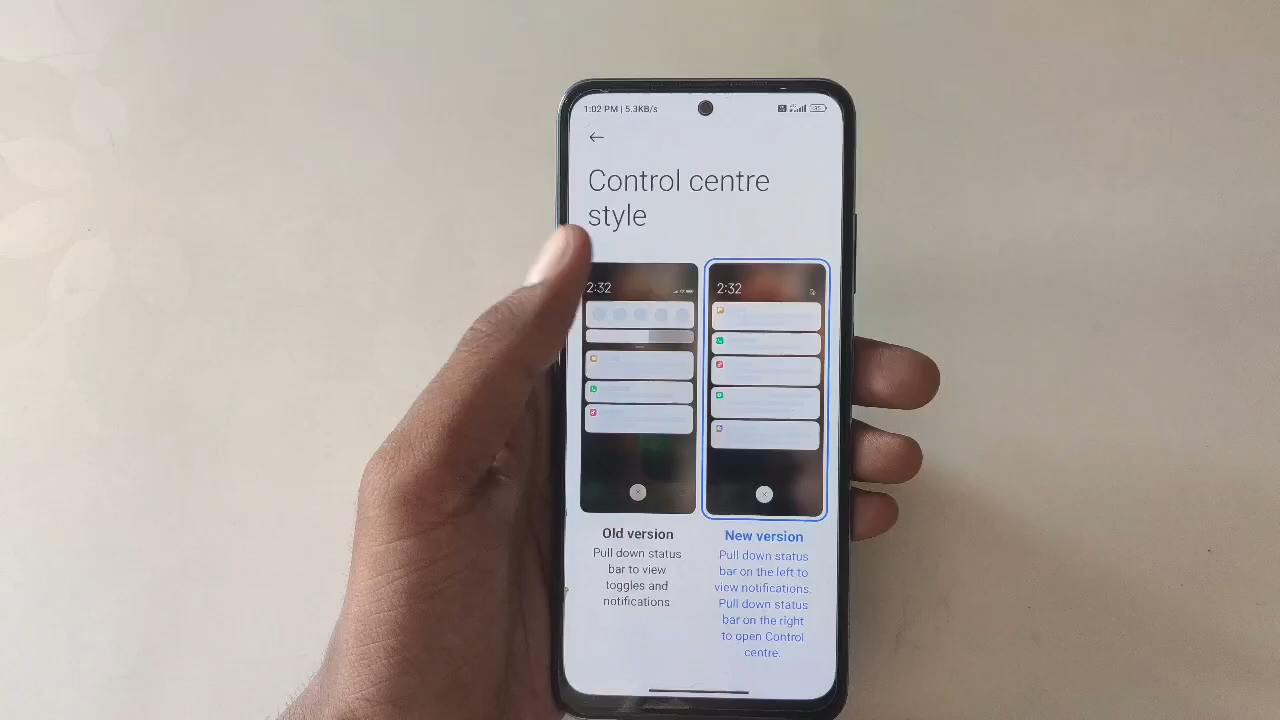 1:02 PM | 5.3KB/s
Control centre
style
2:32
2:32
Old version
Pull down status
bar to view
toggles and
notifications
New version
Pull down status
bar on the left to
view notifications.
Pull down status
bar on the right
to open Control
centre.